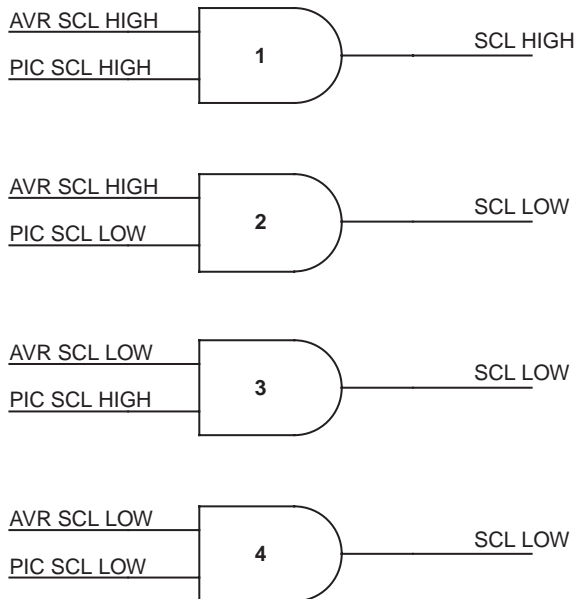 AVR SCL HIGH
PIC SCL HIGH
1
SCL HIGH
AVR SCL HIGH
PIC SCL LOW
2
SCL LOW
AVR SCL LOW
PIC SCL HIGH
3
SCL LOW
AVR SCL LOW
PIC SCL LOW
4
SCL LOW